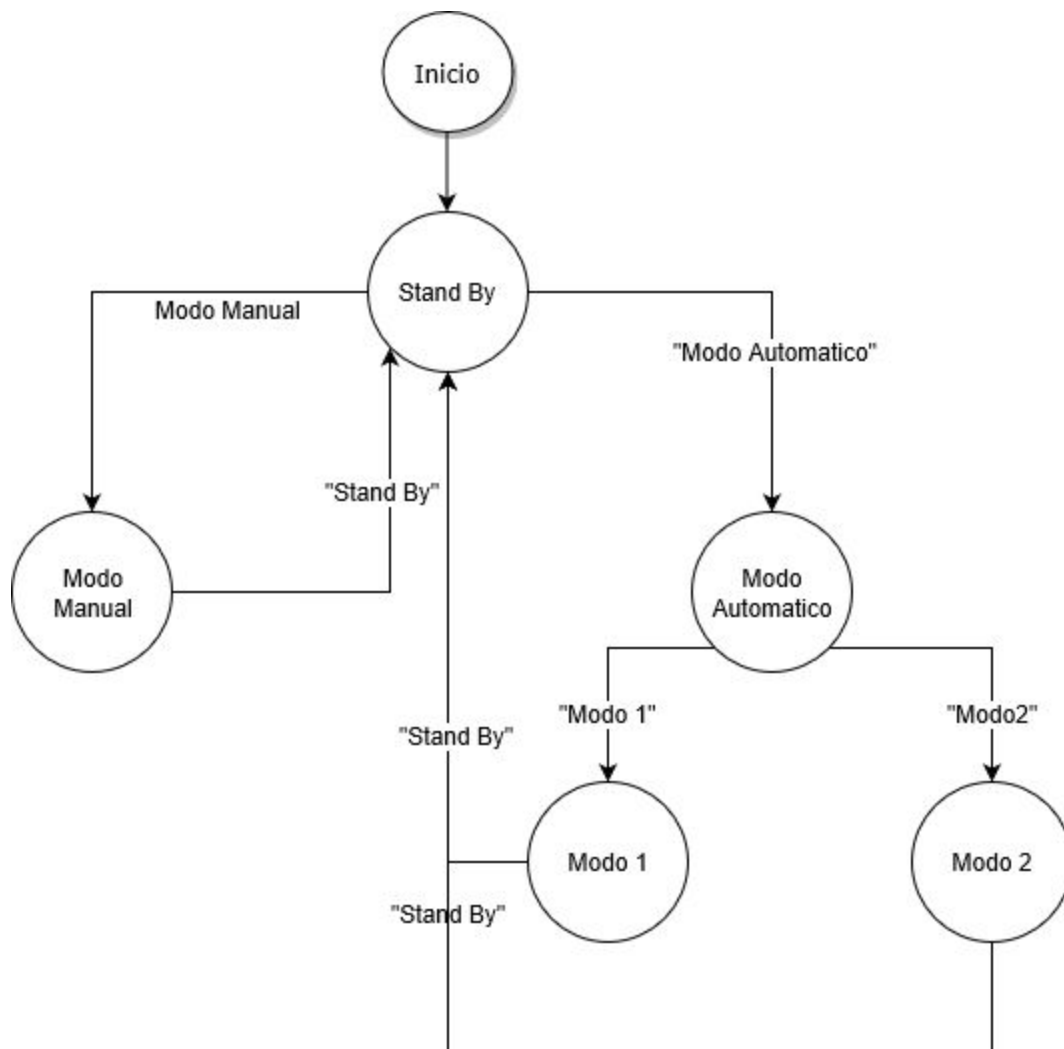 Inicio
Stand By
Modo Manual
"Modo Automatico"
"Stand By"
Modo
Manual
Modo
Automatico
"Modo 1"
"Modo2"
"Stand By"
Modo 1
Modo 2
"Stand By"